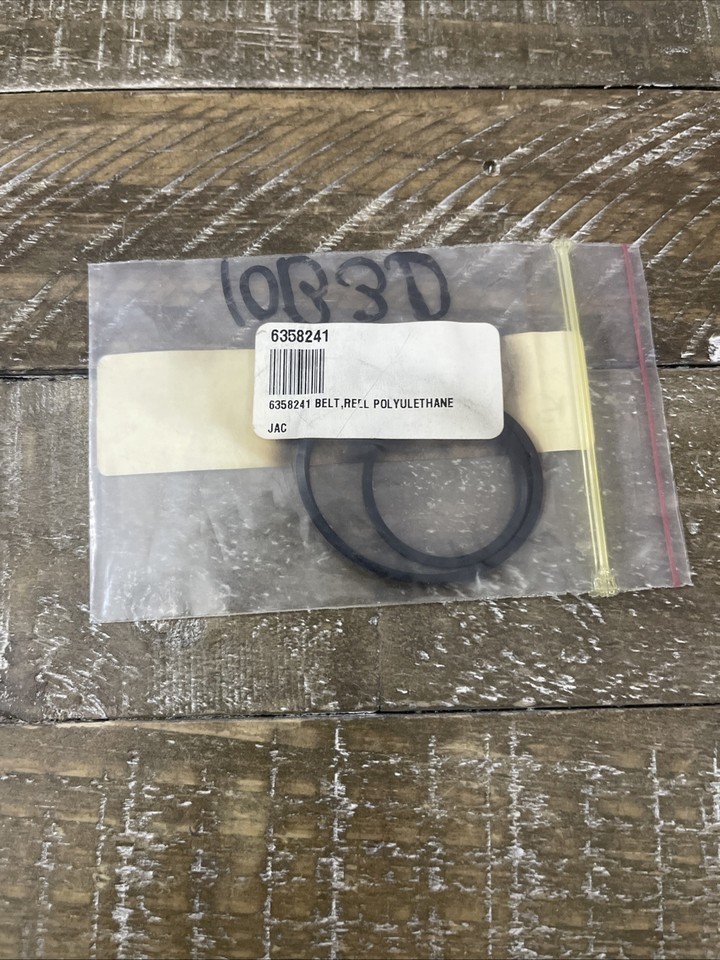 10B3D
6358241
6358241 BELT,REEL POLYULETHANE
JAC